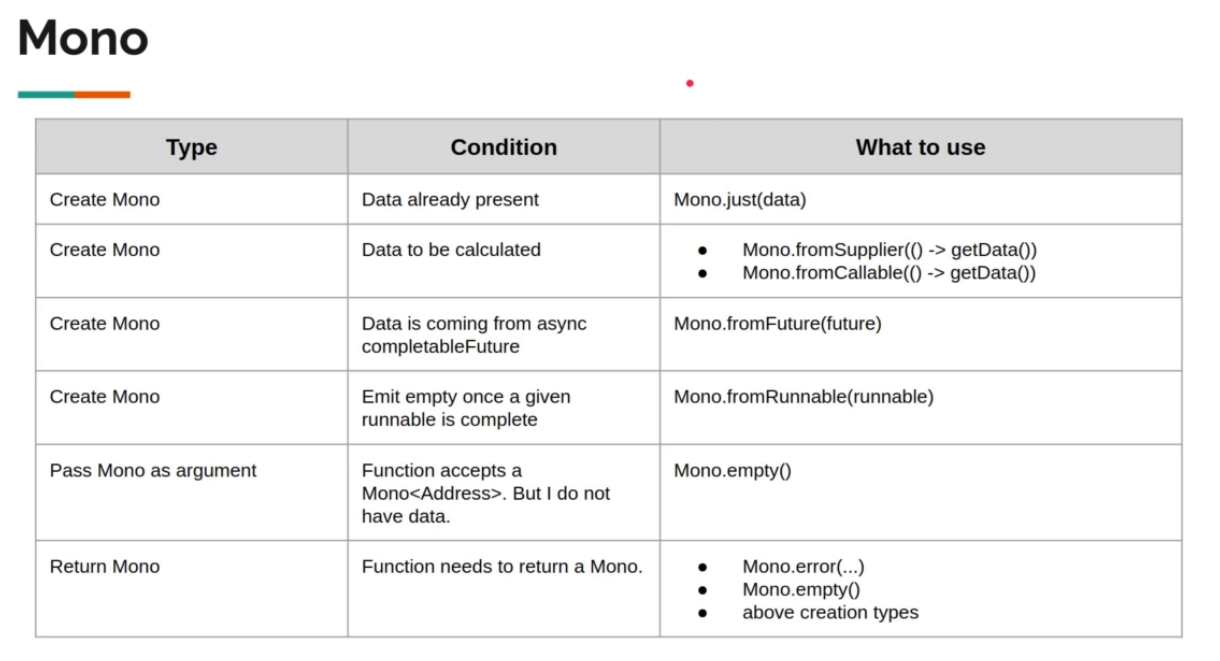 Mono
Type Condition What to use
Create Mono Data already present Mono.just(data)
Create Mono Data to be calculated ● Mono.fromSupplier(() -> getData())
● Mono.fromCallable(() -> getData())
Create Mono Data is coming from async Mono.fromFuture(future)
completableFuture
Create Mono Emit empty once a given Mono.fromRunnable(runnable)
runnable is complete
Pass Mono as argument Function accepts a Mono.empty()
Mono<Address>. But I do not
have data.
Return Mono Function needs to return a Mono. ● Mono.error(...)
● Mono.empty()
● above creation types